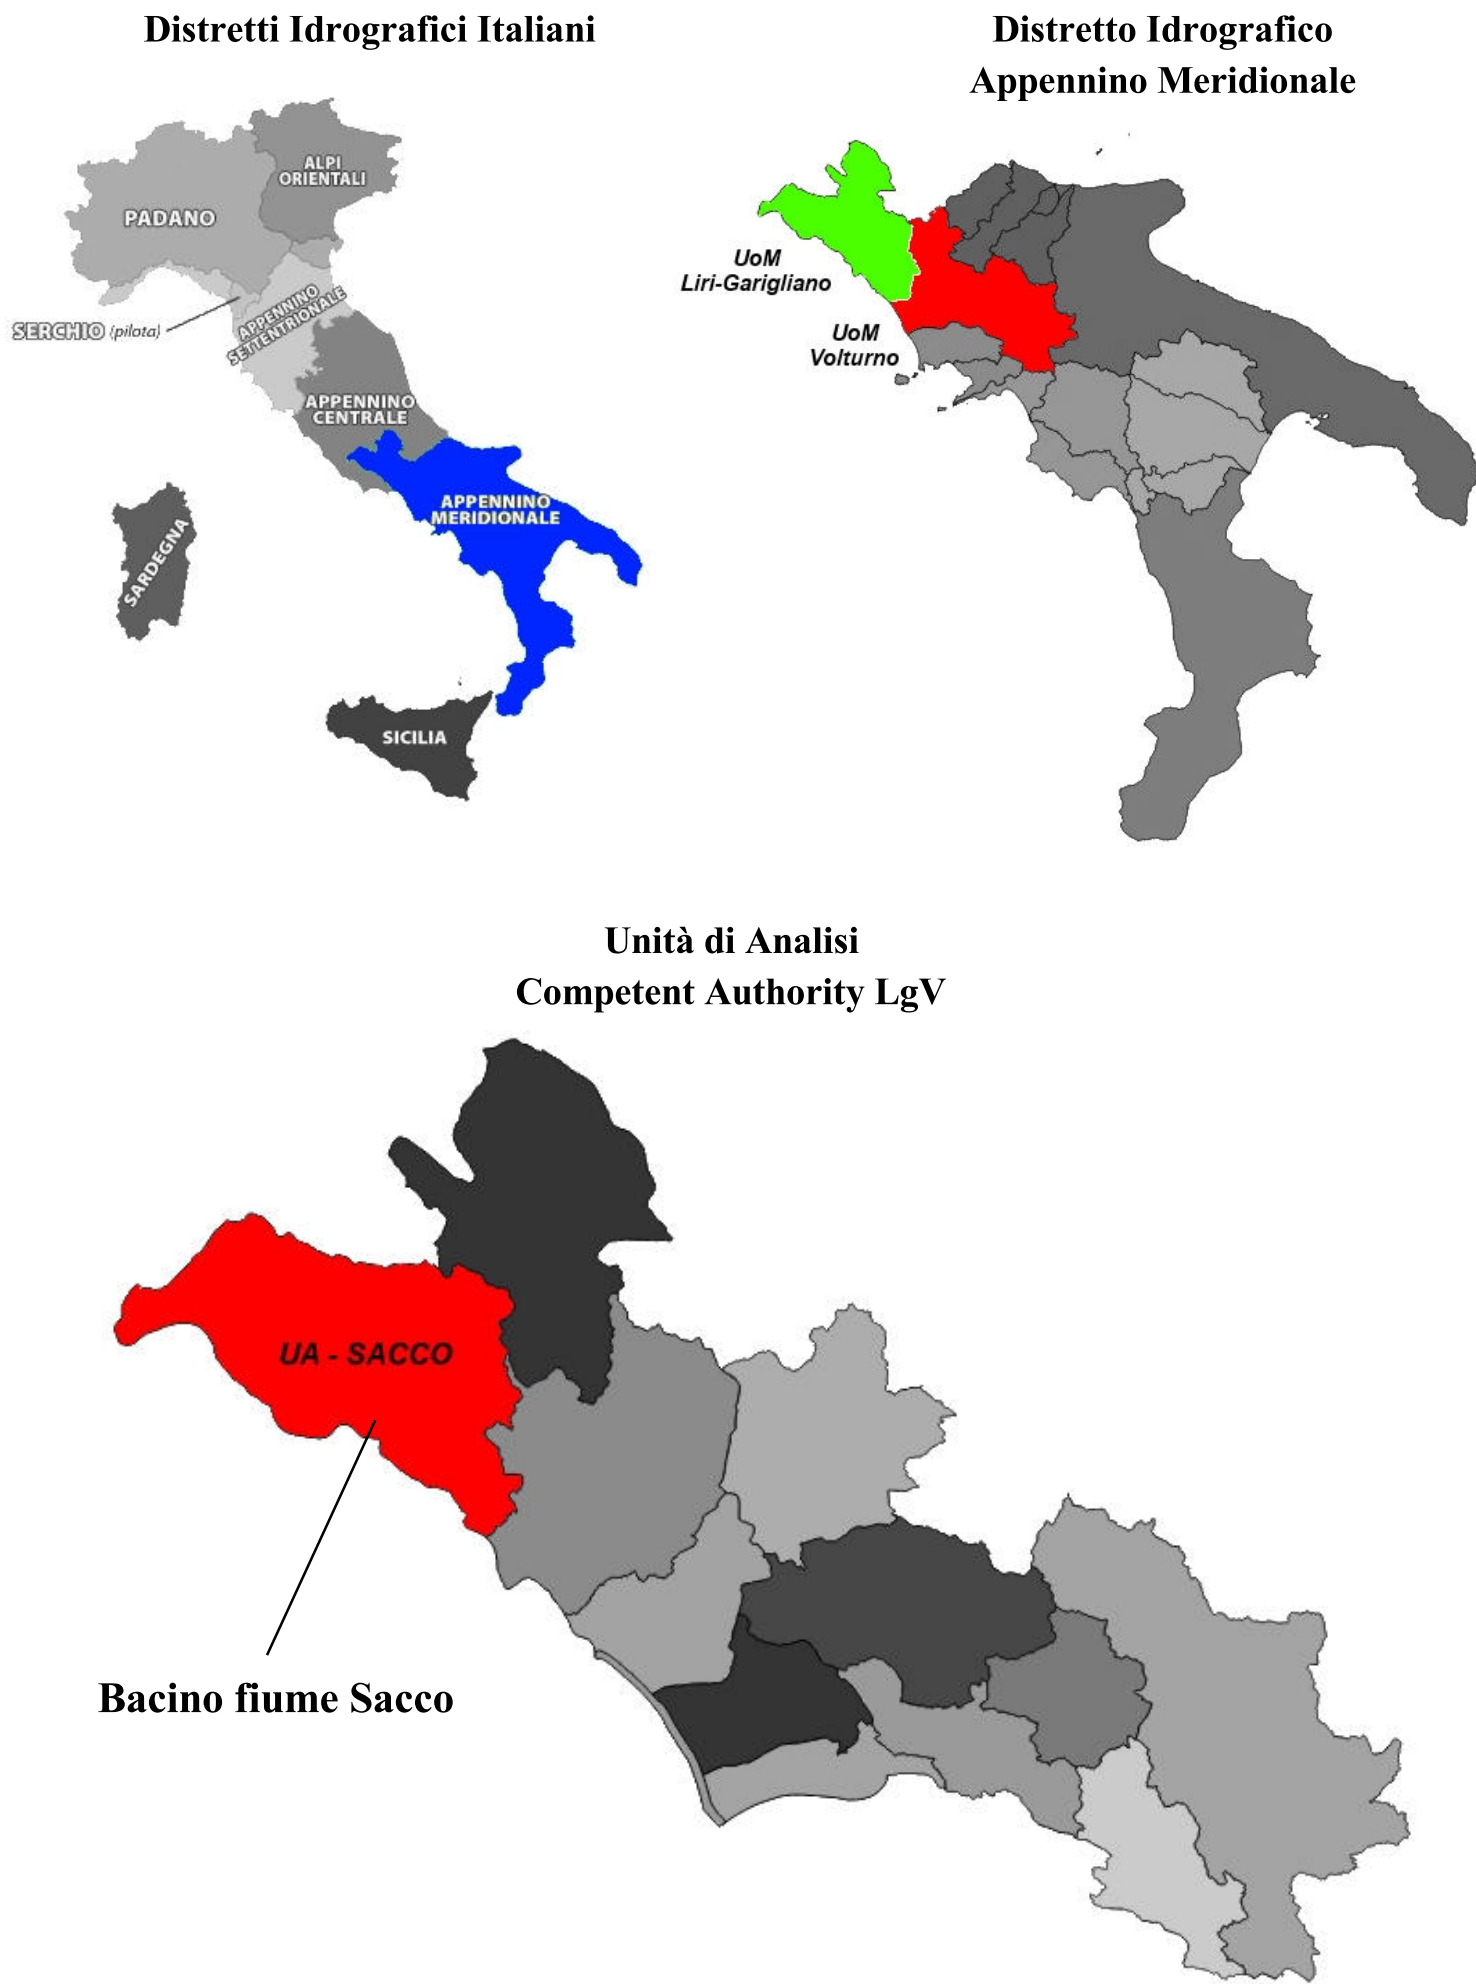 Distretti Idrografici Italiani
Distretto Idrografico
Appennino Meridionale
ALPI
ORIENTALI
PADANO
SERCHIO (pilota)
APPENNINO
SETTENTRIONALE
APPENNINO
CENTRALE
APPENNINO
MERIDIONALE
SARDEGNA
SICILIA
UoM
Liri-Garigliano
UoM
Volturno
Unità di Analisi
Competent Authority LgV
UA - SACCO
Bacino fiume Sacco